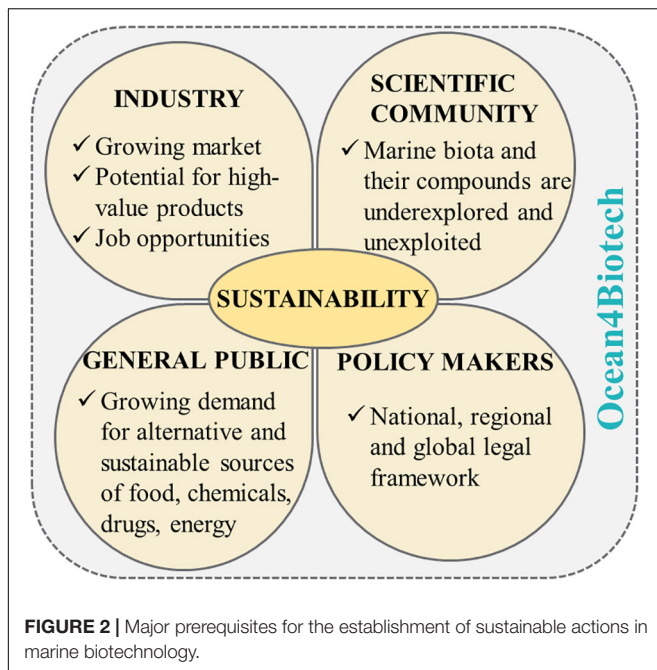 INDUSTRY
✓ Growing market
✓ Potential for high-
value products
✓ Job opportunities
SCIENTIFIC
COMMUNITY
✓ Marine biota and
their compounds are
underexplored and
unexploited
SUSTAINABILITY
GENERAL PUBLIC
✓ Growing demand
for alternative and
sustainable sources
of food, chemicals,
drugs, energy
POLICY MAKERS
✓ National, regional
and global legal
framework
Ocean4Biotech
FIGURE 2 | Major prerequisites for the establishment of sustainable actions in
marine biotechnology.